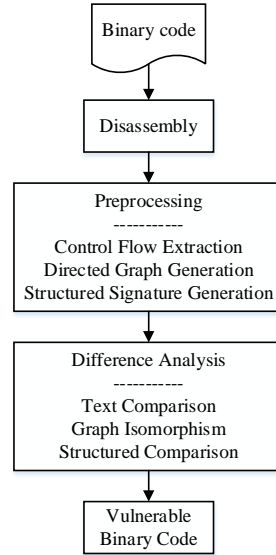 Binary code
Disassembly
Preprocessing
-----------
Control Flow Extraction
Directed Graph Generation
Structured Signature Generation
Difference Analysis
-----------
Text Comparison
Graph Isomorphism
Structured Comparison
Vulnerable
Binary Code